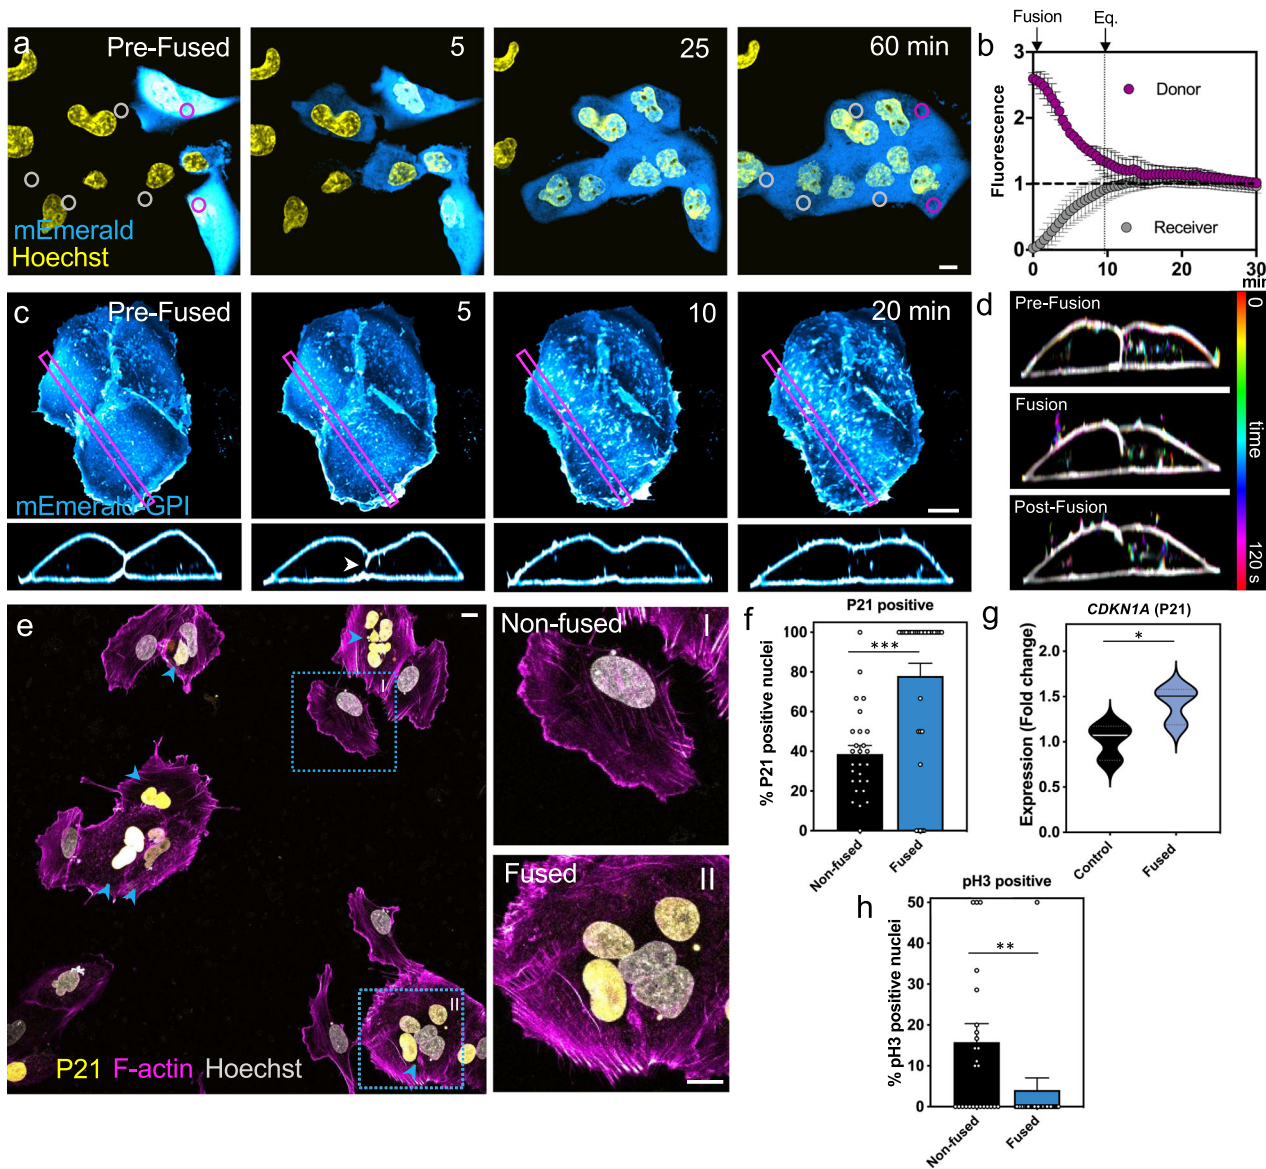 a
Pre-Fused
5
25
60 min
mEmerald
Hoechst
b
Fusion
Eq.
3
2
1
0
Fluorescence
Donor
Receiver
0
10
20
30
min
c
Pre-Fused
5
10
20 min
mEmerald-GPI
d
Pre-Fusion
Fusion
Post-Fusion
0
time
120 s
e
I
II
P21 F-actin Hoechst
Non-fused
I
Fused
II
f
P21 positive
% P21 positive nuclei
100
80
60
40
20
0
***
Non-fused
Fused
g
CDKN1A (P21)
Expression (Fold change)
2.0
1.5
1.0
0.5
0.0
*
Control
Fused
h
pH3 positive
% pH3 positive nuclei
50
40
30
20
10
0
**
Non-fused
Fused